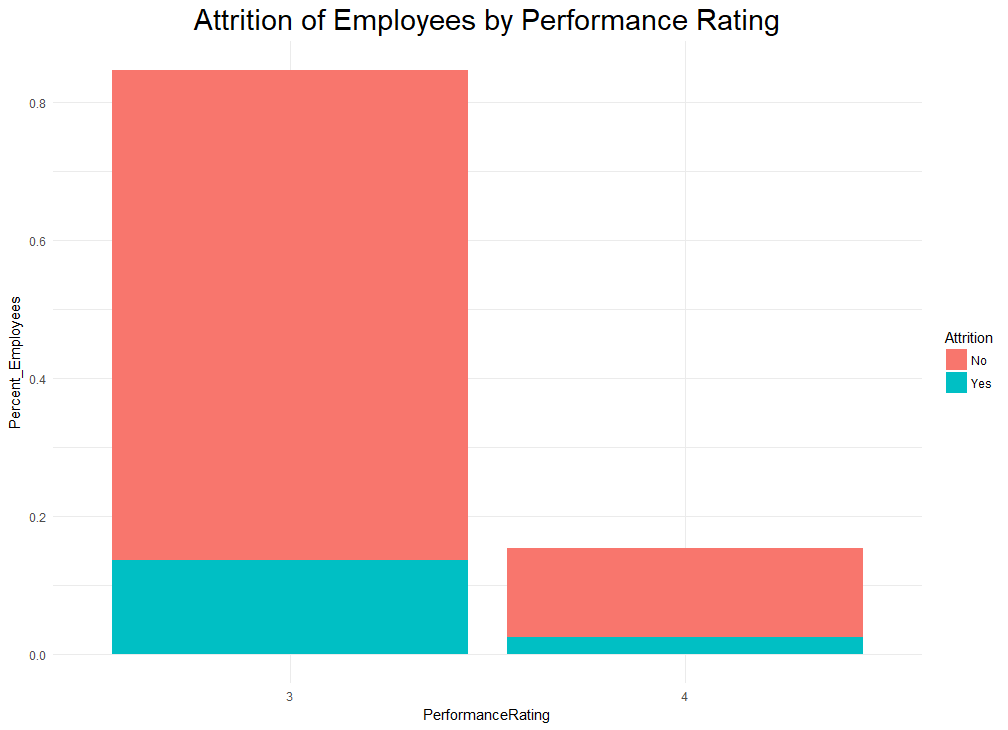 Attrition of Employees by Performance Rating
Percent_Employees
0.8
0.6
0.4
0.2
0.0
3
4
PerformanceRating
Attrition
No
Yes